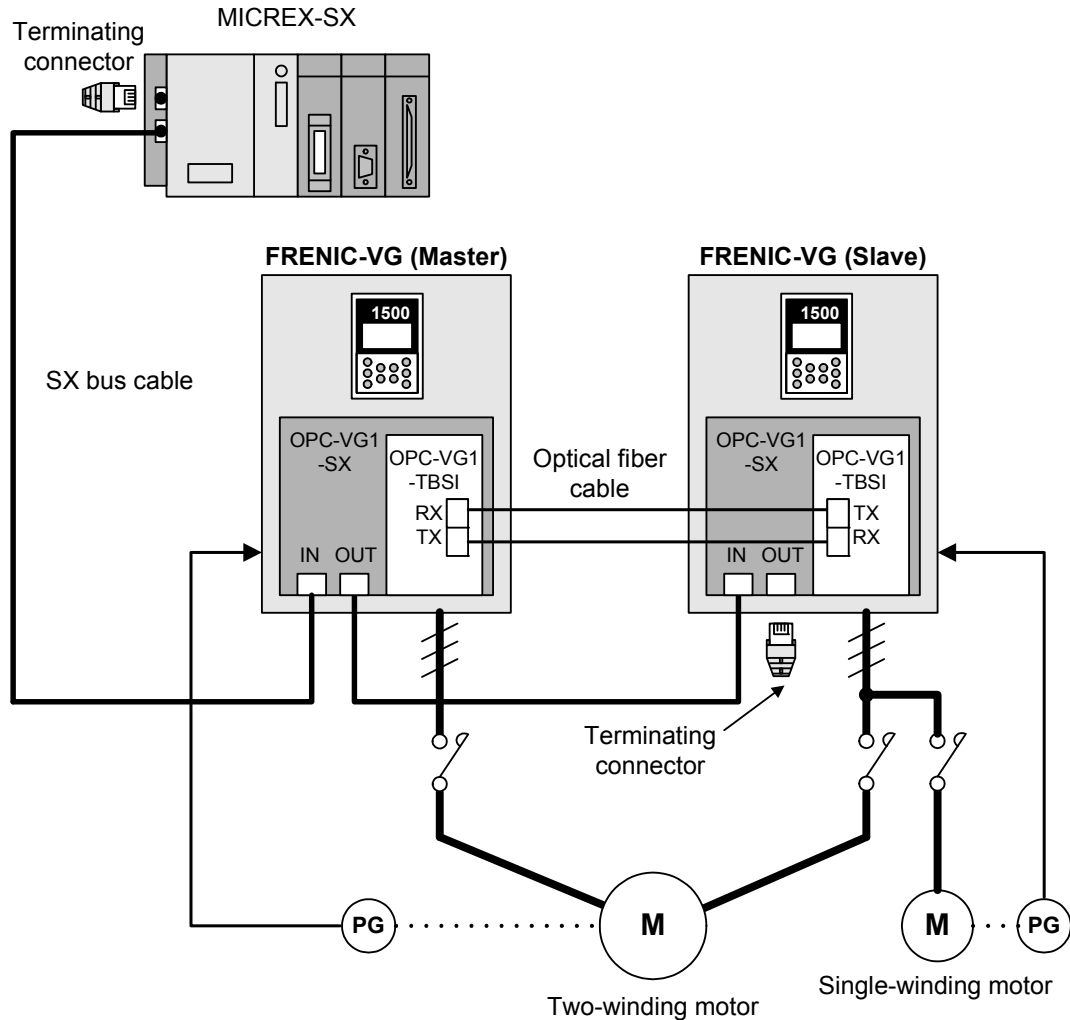 MICREX-SX
Terminating
connector
FRENIC-VG (Master)
FRENIC-VG (Slave)
1500
1500
SX bus cable
OPC-VG1
-SX
OPC-VG1
-TBSI
RX
TX
IN OUT
Optical fiber
cable
OPC-VG1
-SX
OPC-VG1
-TBSI
TX
RX
IN OUT
Terminating
connector
PG
M
M
PG
Two-winding motor
Single-winding motor